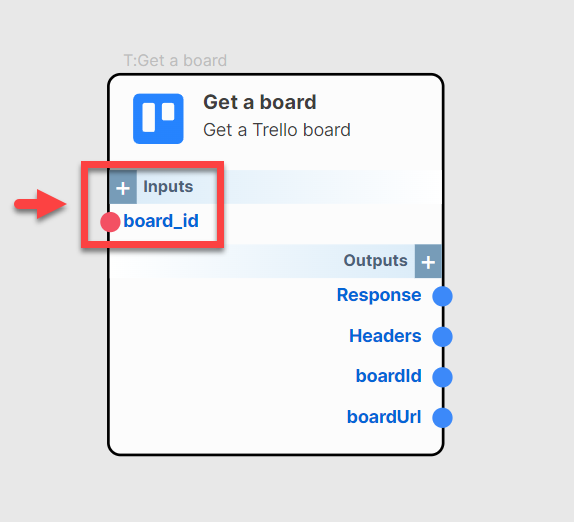 T:Get a board
Get a board
Get a Trello board
+ Inputs
board_id
Outputs +
Response
Headers
boardId
boardUrl